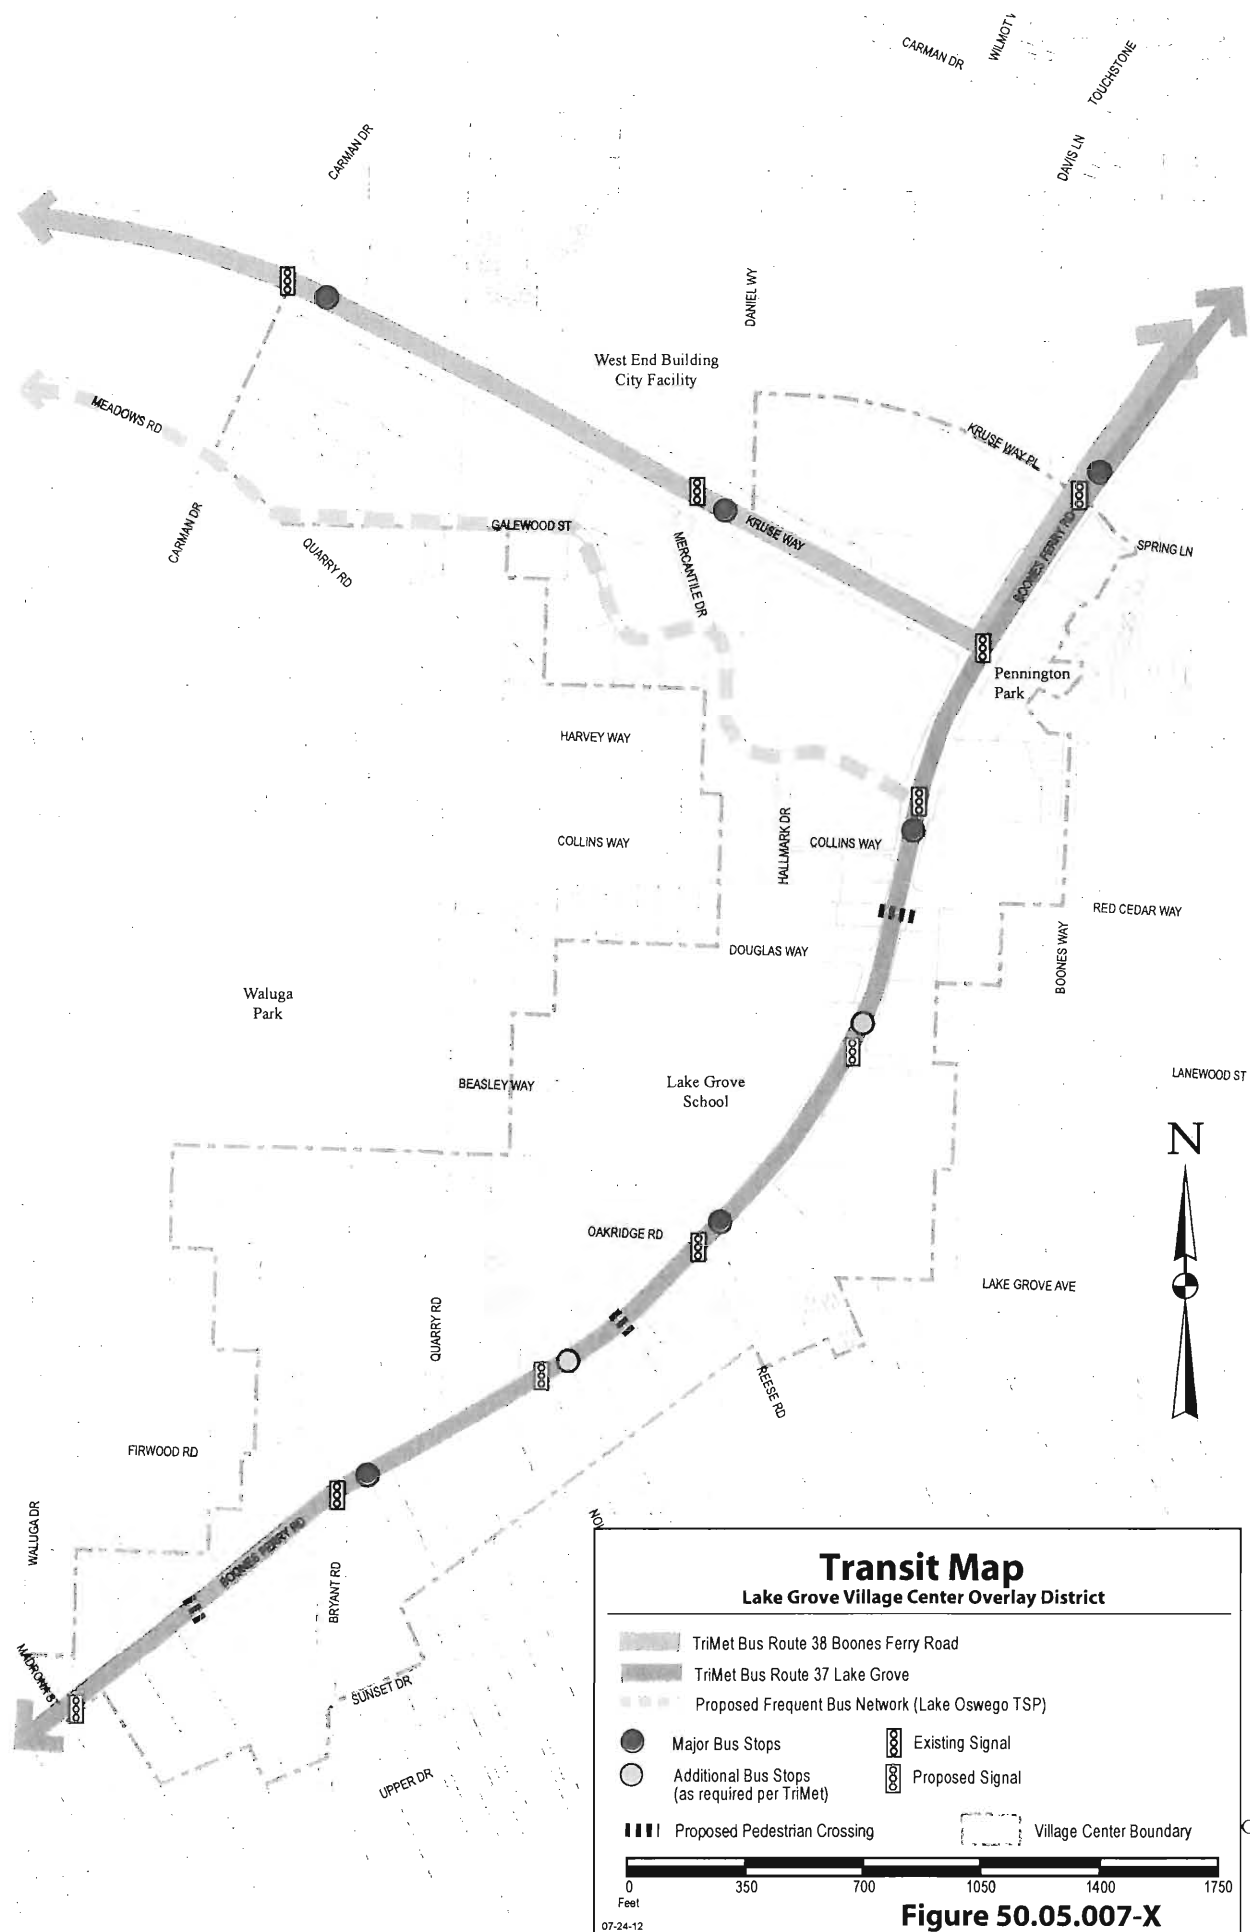 CARMAN DR
TOUCHSTONE
DAVIS LN
CARMAN DR
DANIEL WY
West End Building
City Facility
MEADOWS RD
KRUSE WAY PL
CARMAN DR
GALEWOOD ST
KRUSE WAY
BOONES FERRY RD
SPRING LN
QUARRY RD
MERCANTILE DR
Pennington
Park
HARVEY WAY
COLLINS WAY
HALLMARK DR
COLLINS WAY
RED CEDAR WAY
DOUGLAS WAY
BOONES WAY
Waluga
Park
BEASLEY WAY
Lake Grove
School
LANEWOOD ST
N
OAKRIDGE RD
LAKE GROVE AVE
QUARRY RD
REESE RD
FIRWOOD RD
WALUGA DR
BOONES FERRY RD
BRYANT RD
MADRONA ST
SUNSET DR
UPPER DR
Transit Map
Lake Grove Village Center Overlay District
TriMet Bus Route 38 Boones Ferry Road
TriMet Bus Route 37 Lake Grove
Proposed Frequent Bus Network (Lake Oswego TSP)
Major Bus Stops
Existing Signal
Additional Bus Stops
(as required per TriMet)
Proposed Signal
Proposed Pedestrian Crossing
Village Center Boundary
0 350 700 1050 1400 1750
Feet
07-24-12
Figure 50.05.007-X